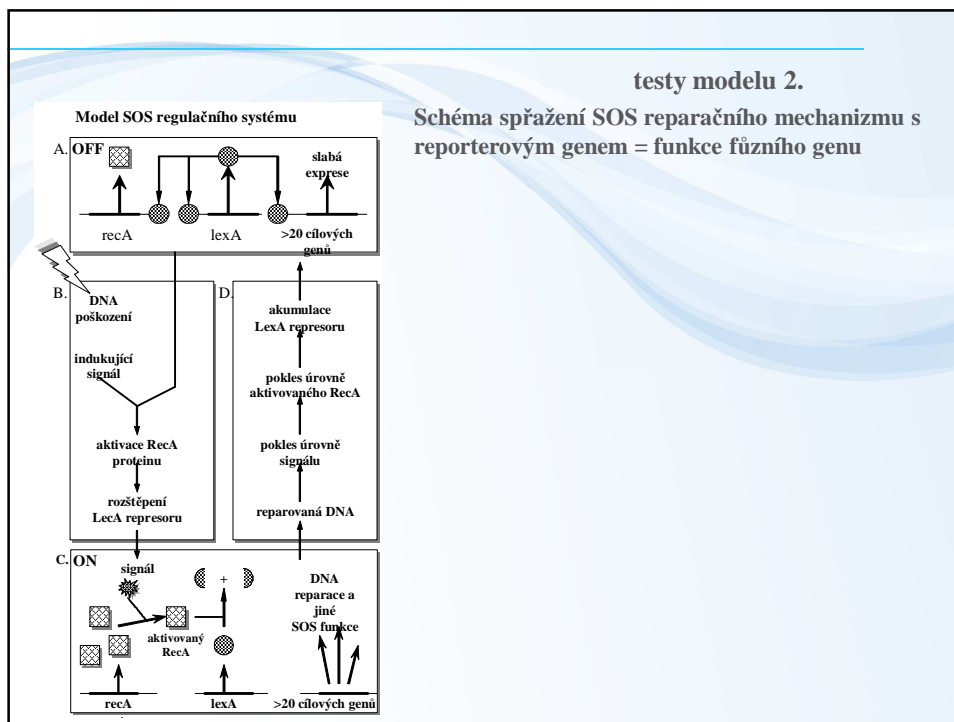 testy modelu 2.
Schéma spřažení SOS reparačního mechanizmu s
reporterovým genem = funkce fůzního genu
Model SOS regulačního systému
A. OFF
slabá
exprese
recA
lexA
>20 cílových
genů
B.
DNA
poškození
indukující
signál
aktivace RecA
proteinu
rozštěpení
LecA represoru
D.
akumulace
LexA represoru
pokles úrovně
aktivovaného RecA
pokles úrovně
signálu
reparovaná DNA
C. ON
signál
+
aktivovaný
RecA
DNA
reparace a
jiné
SOS funkce
recA
lexA
>20 cílových genů